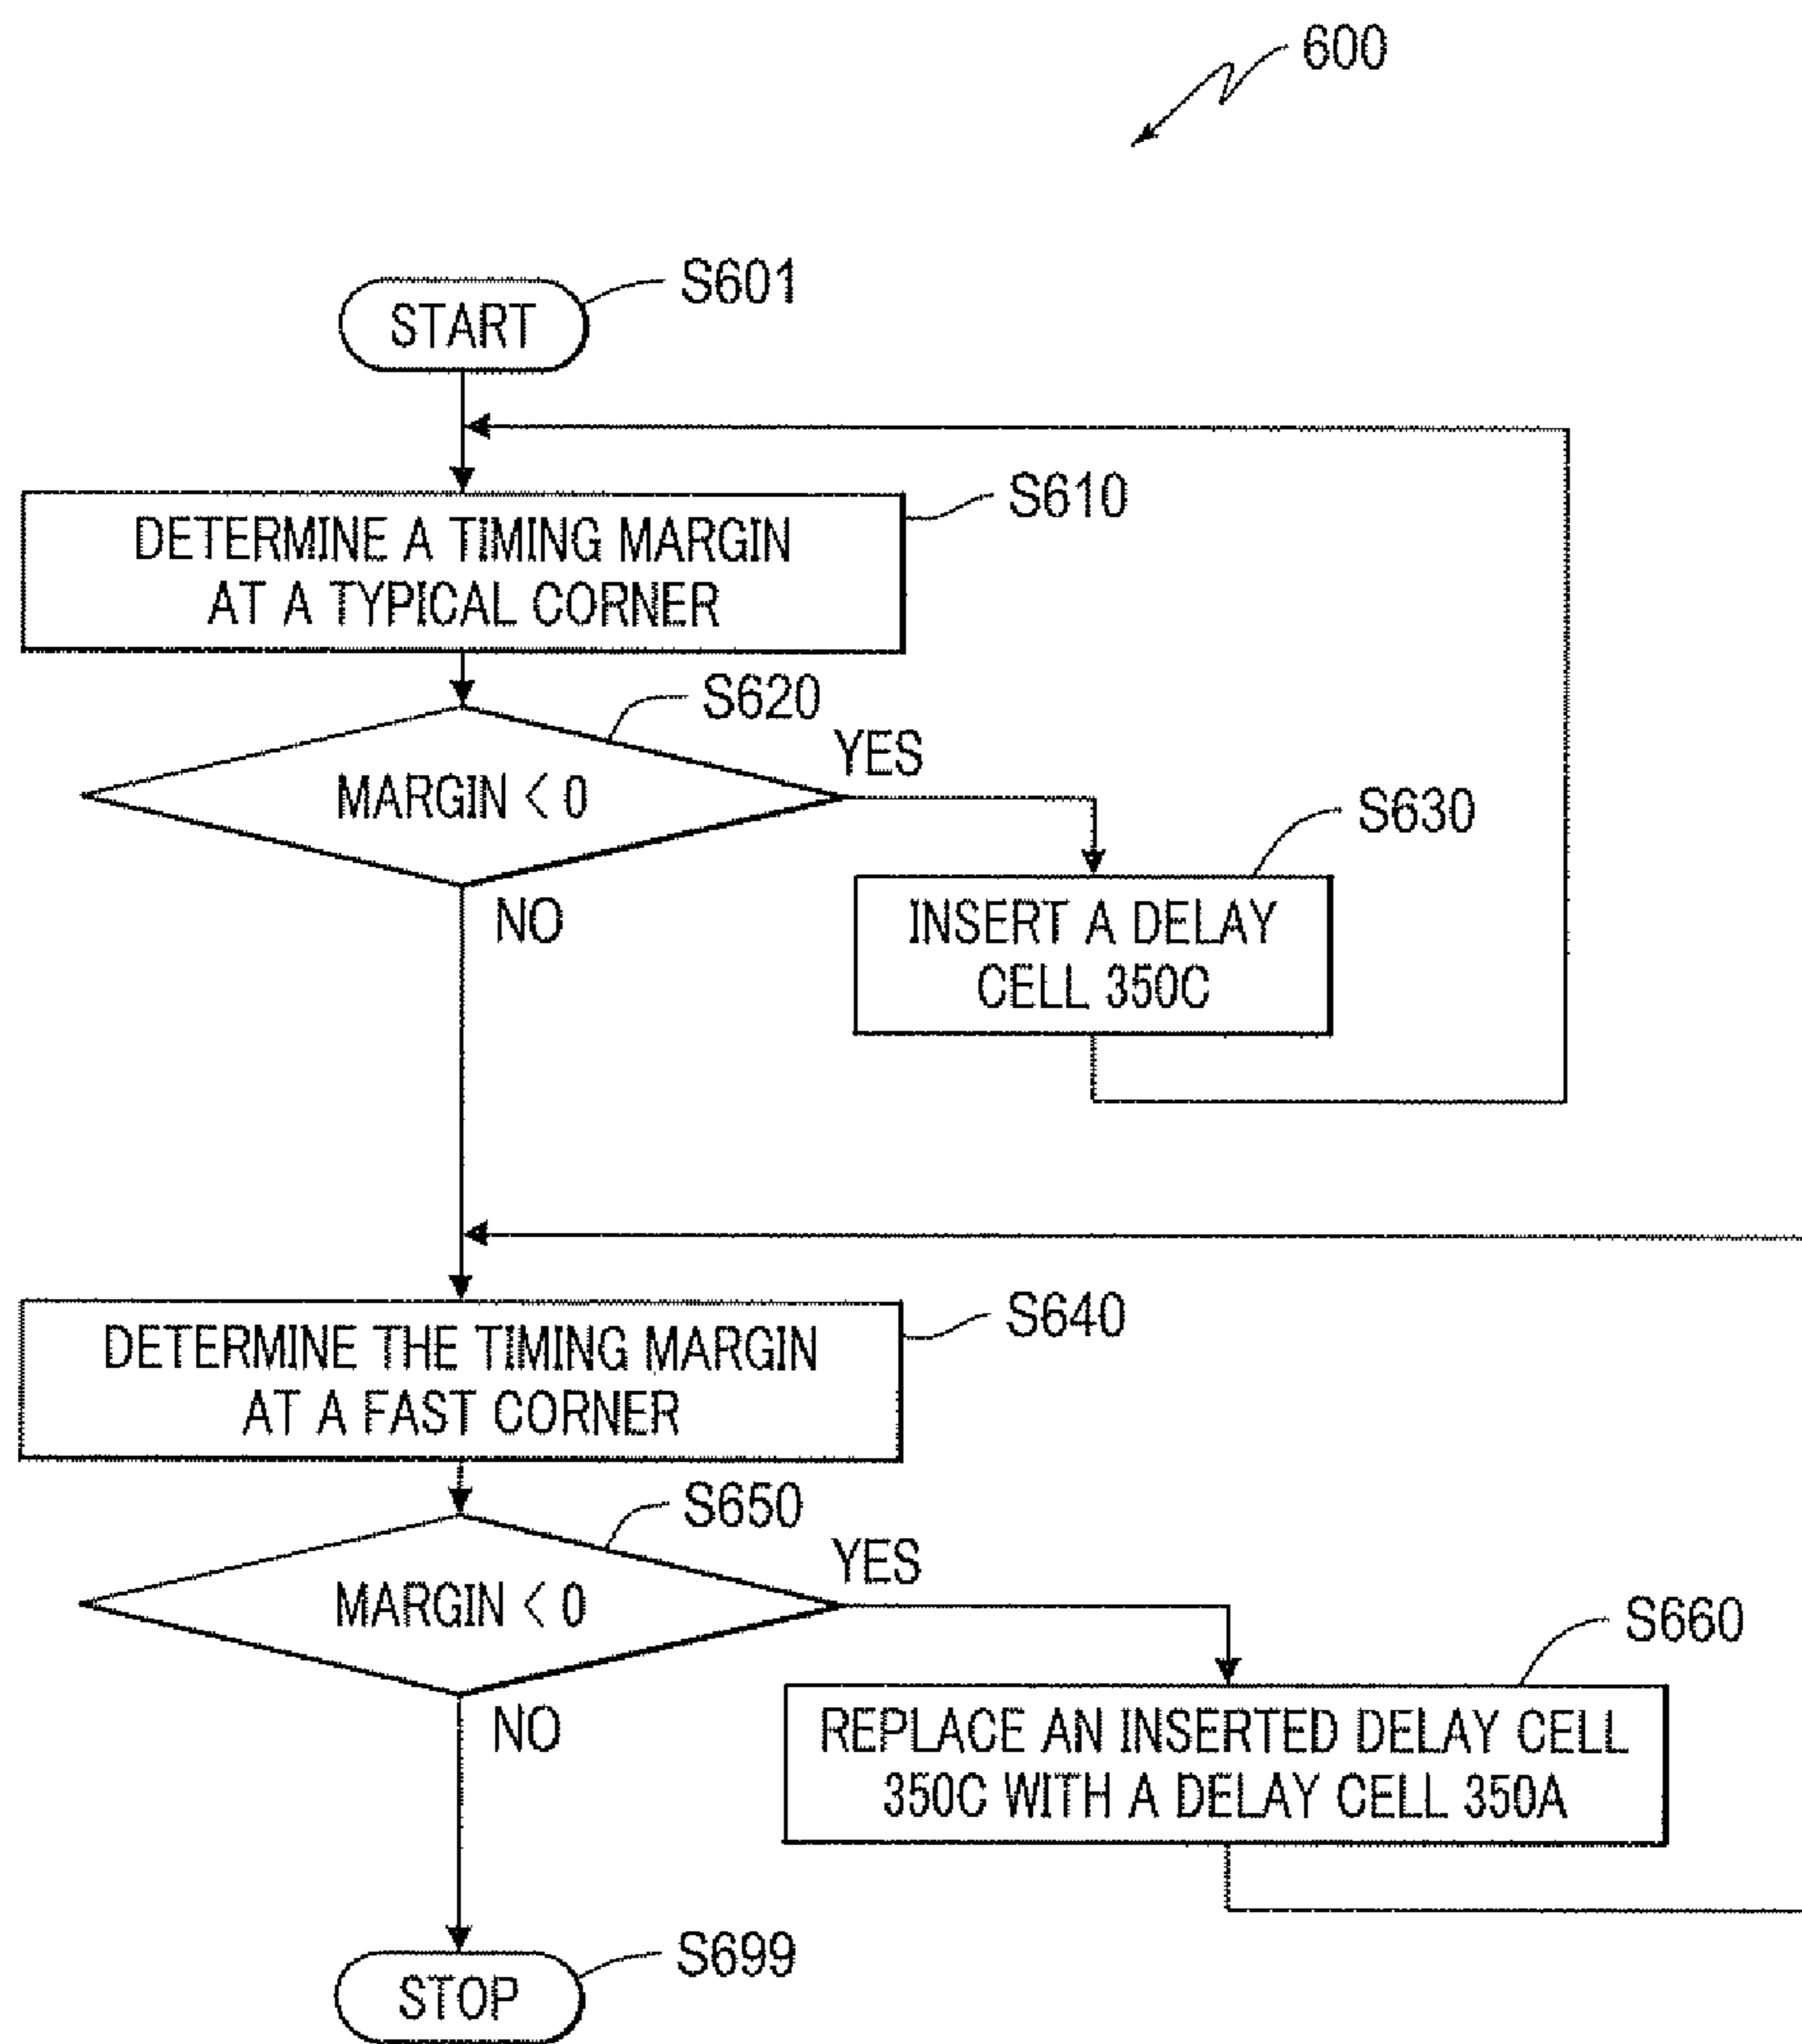 600
S601
START
S610
DETERMINE A TIMING MARGIN
AT A TYPICAL CORNER
S620
MARGIN < 0
YES
NO
S630
INSERT A DELAY
CELL 350C
S640
DETERMINE THE TIMING MARGIN
AT A FAST CORNER
S650
MARGIN < 0
YES
NO
S660
REPLACE AN INSERTED DELAY CELL
350C WITH A DELAY CELL 350A
S699
STOP